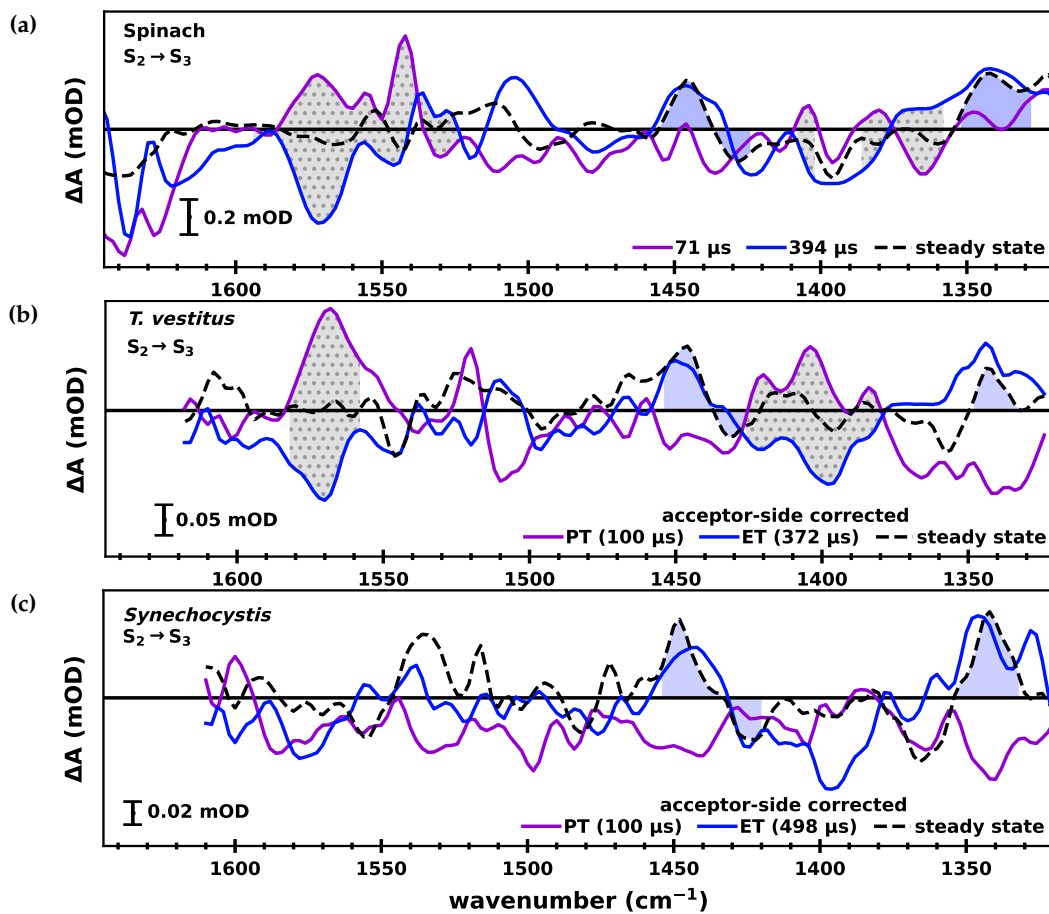 (a)
Spinach
S₂ → S₃
ΔA (mOD)
0.2 mOD
71 μs 394 μs steady state
1600 1550 1500 1450 1400 1350
(b)
T. vestitus
S₂ → S₃
ΔA (mOD)
0.05 mOD
acceptor-side corrected
PT (100 μs) ET (372 μs) steady state
1600 1550 1500 1450 1400 1350
(c)
Synechocystis
S₂ → S₃
ΔA (mOD)
0.02 mOD
acceptor-side corrected
PT (100 μs) ET (498 μs) steady state
1600 1550 1500 1450 1400 1350
wavenumber (cm⁻¹)